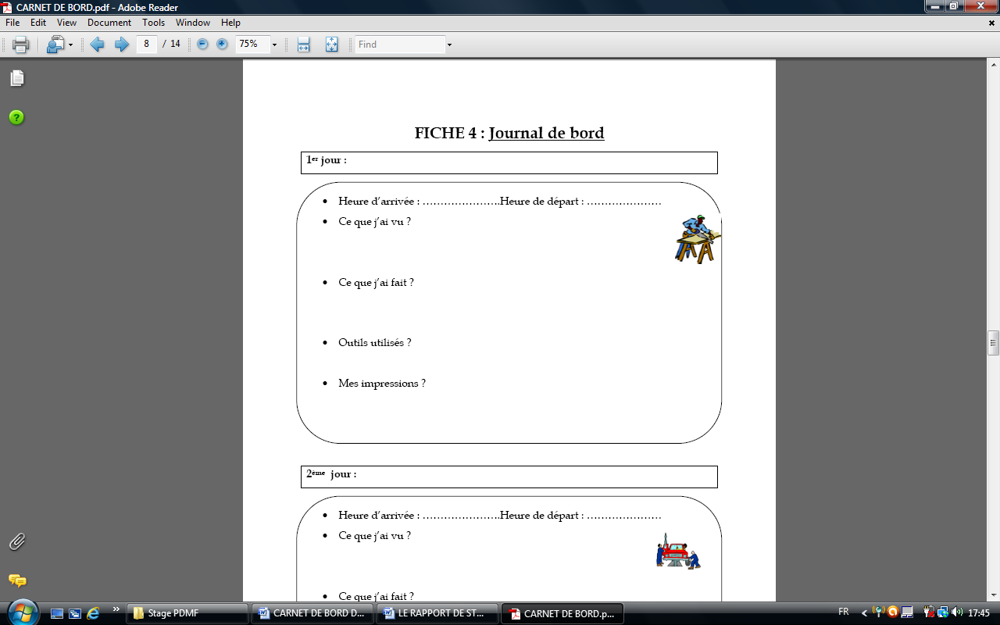 CARNET DE BORD.pdf - Adobe Reader
File Edit View Document Tools Window Help
8 / 14 75% Find
FICHE 4 : Journal de bord
1er jour :
• Heure d’arrivée : …………………..Heure de départ : …………………
• Ce que j’ai vu ?
• Ce que j’ai fait ?
• Outils utilisés ?
• Mes impressions ?
2ème jour :
• Heure d’arrivée : …………………..Heure de départ : …………………
• Ce que j’ai vu ?
• Ce que j’ai fait ?
Stage PDMF CARNET DE BORD D... LE RAPPORT DE ST... CARNET DE BORD.p... FR 17:45